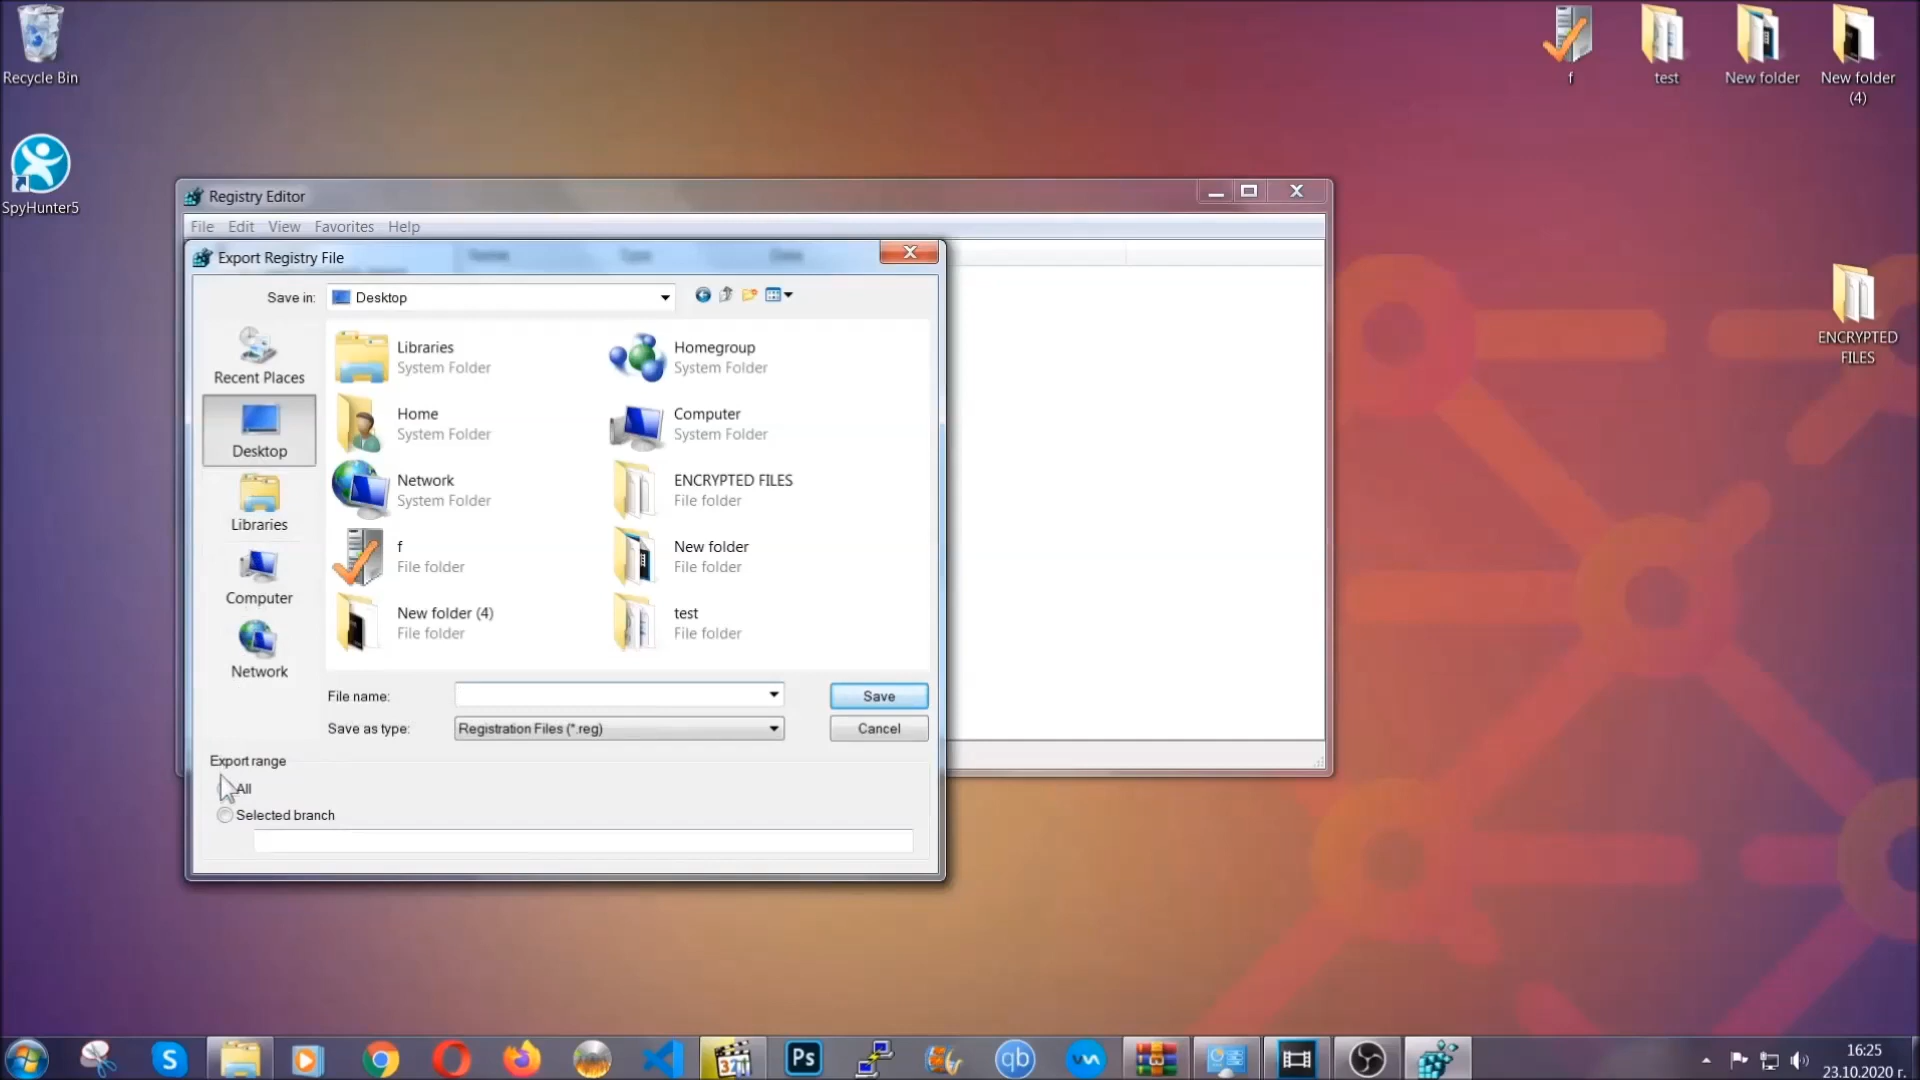 Recycle Bin
SpyHunter5
f
test
New folder
New folder
(4)
ENCRYPTED
FILES
Registry Editor
File Edit View Favorites Help
Export Registry File
Save in:
Desktop
Recent Places
Desktop
Libraries
Computer
Network
Libraries
System Folder
Homegroup
System Folder
Home
System Folder
Computer
System Folder
Network
System Folder
ENCRYPTED FILES
File folder
f
File folder
New folder
File folder
New folder (4)
File folder
test
File folder
File name:
Save
Save as type:
Registration Files (*.reg)
Cancel
Export range
All
Selected branch
S
321
Ps
qb
16:25
23.10.2020 г.